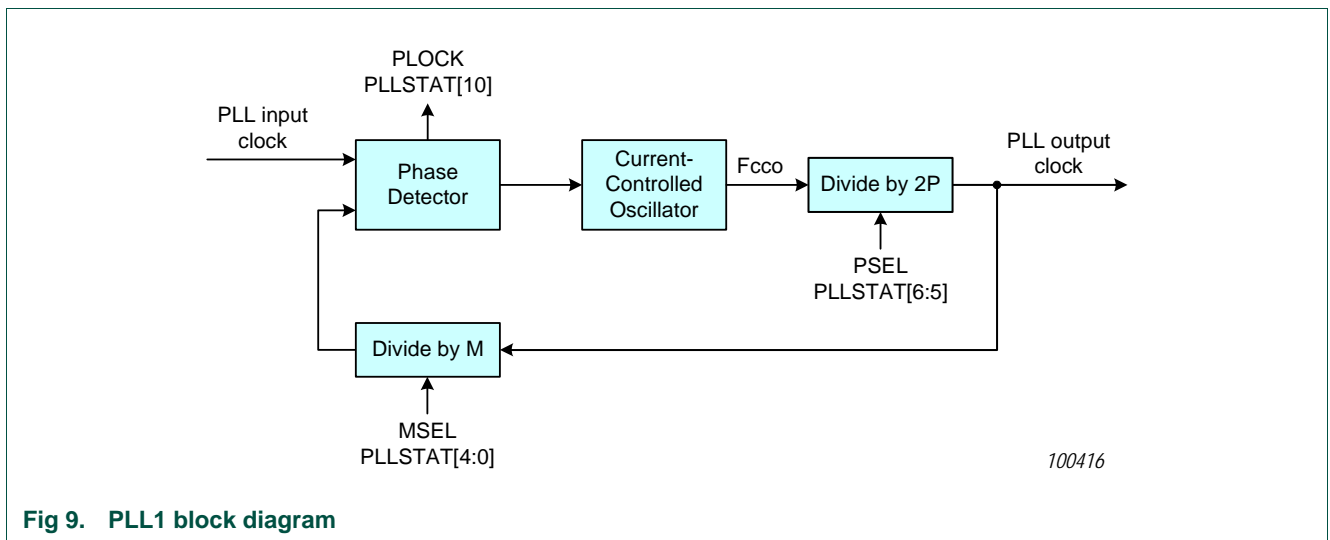 PLOCK
PLLSTAT[10]
PLL input
clock
Phase
Detector
Current-
Controlled
Oscillator
Fcco
Divide by 2P
PLL output
clock
PSEL
PLLSTAT[6:5]
Divide by M
MSEL
PLLSTAT[4:0]
100416
Fig 9. PLL1 block diagram